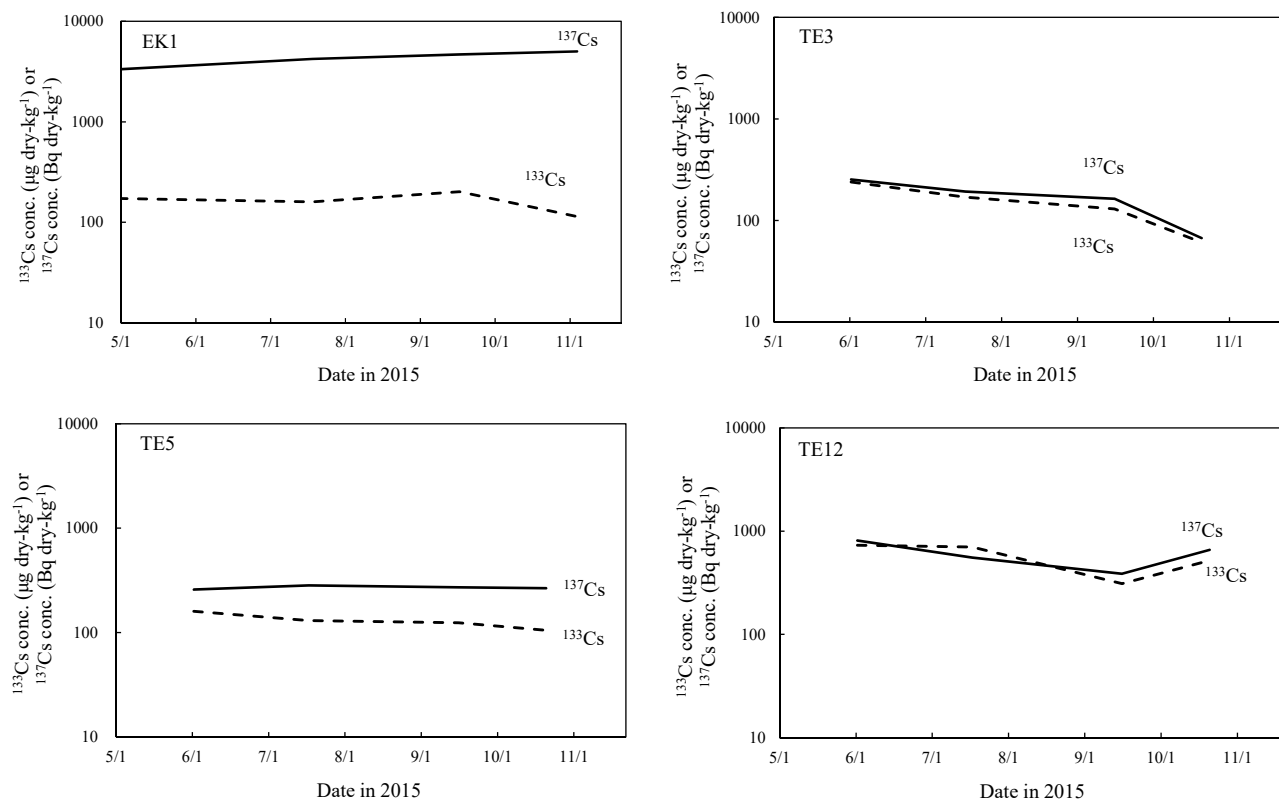 EK1
10000
1000
100
10
¹³³Cs conc. (µg dry-kg⁻¹) or
¹³⁷Cs conc. (Bq dry-kg⁻¹)
¹³⁷Cs
¹³³Cs
5/1 6/1 7/1 8/1 9/1 10/1 11/1
Date in 2015
TE3
10000
1000
100
10
¹³³Cs conc. (µg dry-kg⁻¹) or
¹³⁷Cs conc. (Bq dry-kg⁻¹)
¹³⁷Cs
¹³³Cs
5/1 6/1 7/1 8/1 9/1 10/1 11/1
Date in 2015
TE5
10000
1000
100
10
¹³³Cs conc. (µg dry-kg⁻¹) or
¹³⁷Cs conc. (Bq dry-kg⁻¹)
¹³⁷Cs
¹³³Cs
5/1 6/1 7/1 8/1 9/1 10/1 11/1
Date in 2015
TE12
10000
1000
100
10
¹³³Cs conc. (µg dry-kg⁻¹) or
¹³⁷Cs conc. (Bq dry-kg⁻¹)
¹³⁷Cs
¹³³Cs
5/1 6/1 7/1 8/1 9/1 10/1 11/1
Date in 2015